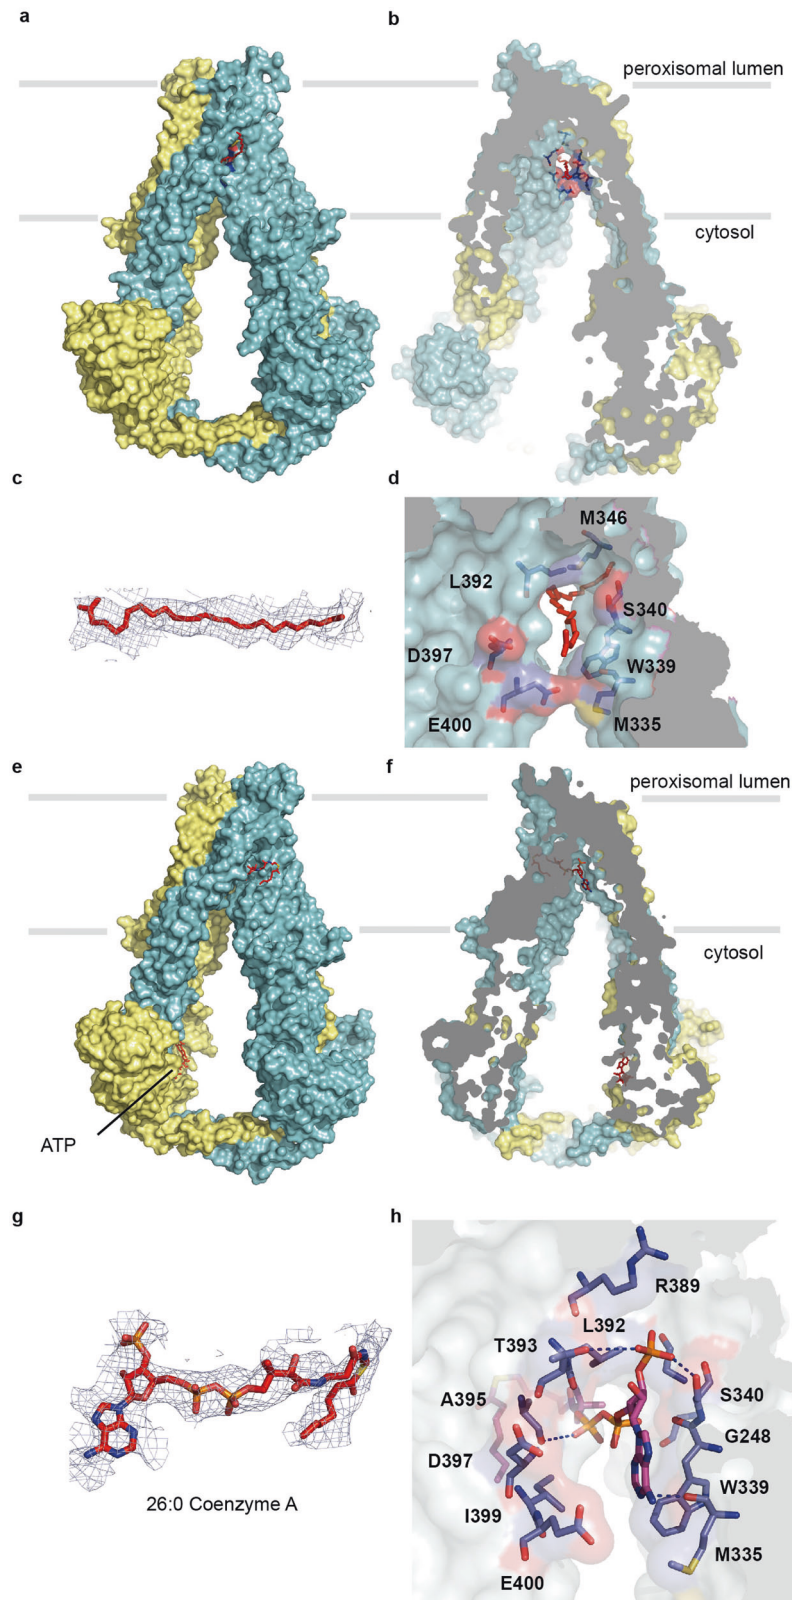 a
b
peroxisomal lumen
cytosol
c
d
M346
L392
S340
D397
W339
E400
M335
e
f
peroxisomal lumen
cytosol
ATP
g
h
R389
L392
T393
A395
S340
G248
D397
W339
I399
M335
E400
26:0 Coenzyme A